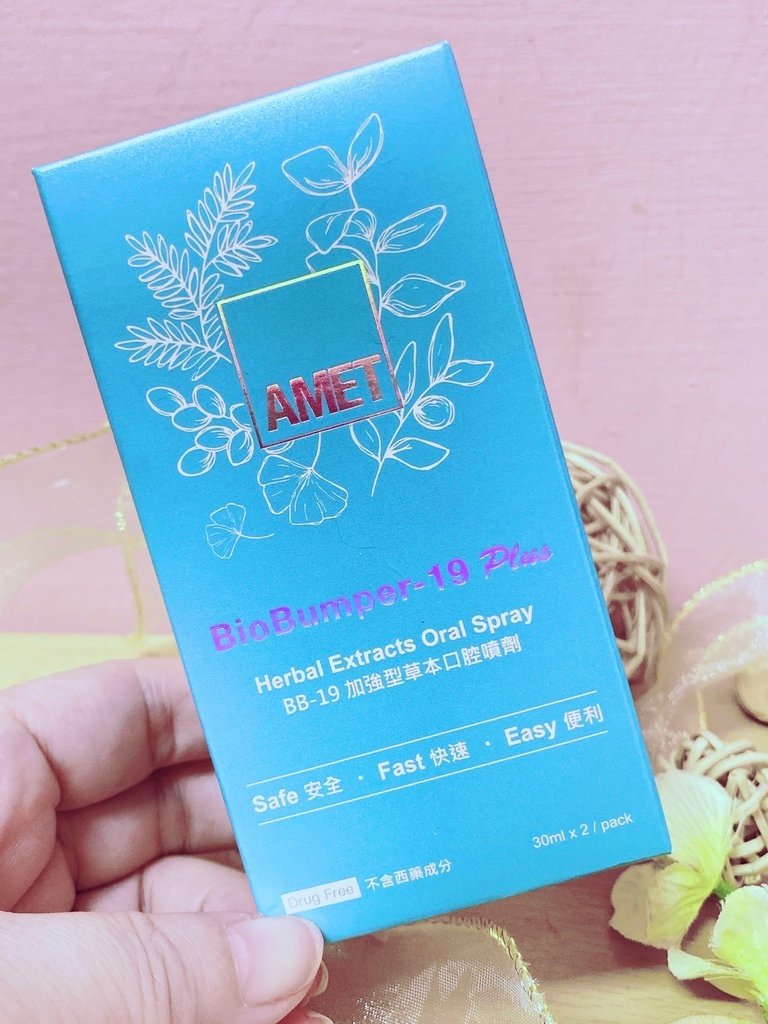 AMET
BioBumper-19 Plus
Herbal Extracts Oral Spray
BB-19 加強型草本口腔噴劑
Safe 安全 · Fast 快速 · Easy 便利
30ml x 2 / pack
Drug Free 不含西藥成分